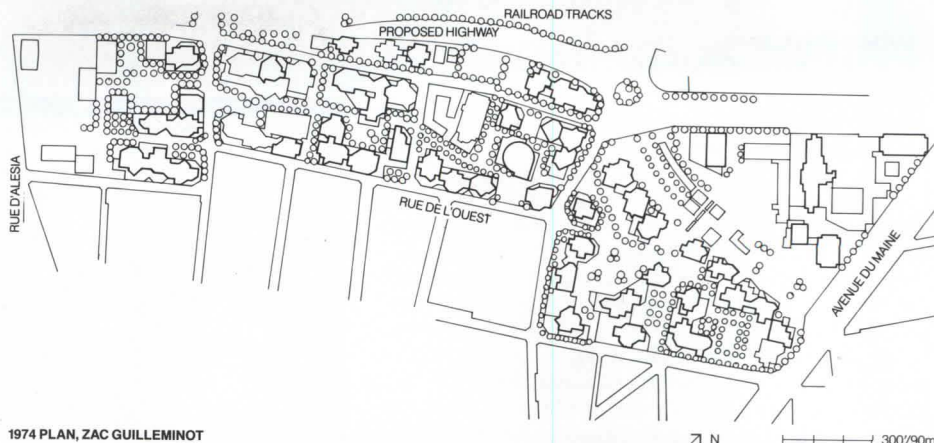 RAILROAD TRACKS
PROPOSED HIGHWAY
RUE D'ALESIA
RUE DE L'OUEST
AVENUE DU MAINE
1974 PLAN, ZAC GUILLEMINOT
N
300'/90m